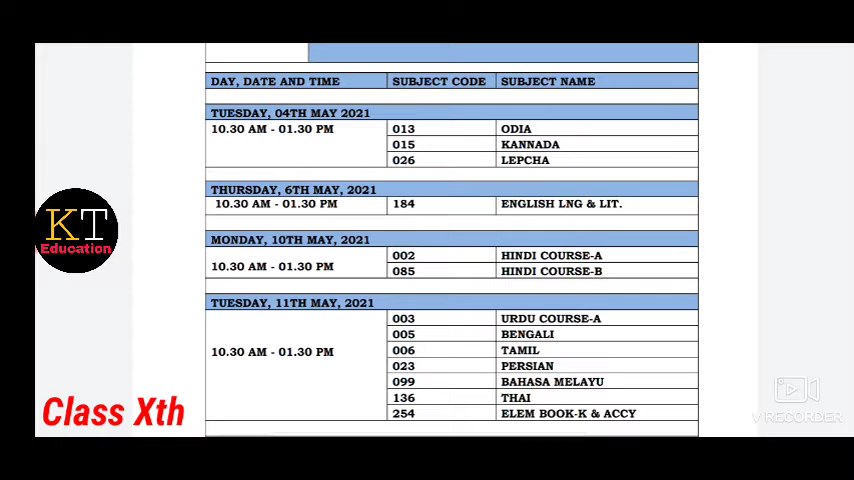 DAY, DATE AND TIME SUBJECT CODE SUBJECT NAME
TUESDAY, 04TH MAY 2021
10.30 AM - 01.30 PM 013 ODIA
015 KANNADA
026 LEPCHA
THURSDAY, 6TH MAY, 2021
10.30 AM - 01.30 PM 184 ENGLISH LNG & LIT.
MONDAY, 10TH MAY, 2021
002 HINDI COURSE-A
10.30 AM - 01.30 PM
085 HINDI COURSE-B
TUESDAY, 11TH MAY, 2021
003 URDU COURSE-A
005 BENGALI
10.30 AM - 01.30 PM 006 TAMIL
023 PERSIAN
099 BAHASA MELAYU
136 THAI
254 ELEM BOOK-K & ACCY
KT
Education
Class Xth
V RECORDER